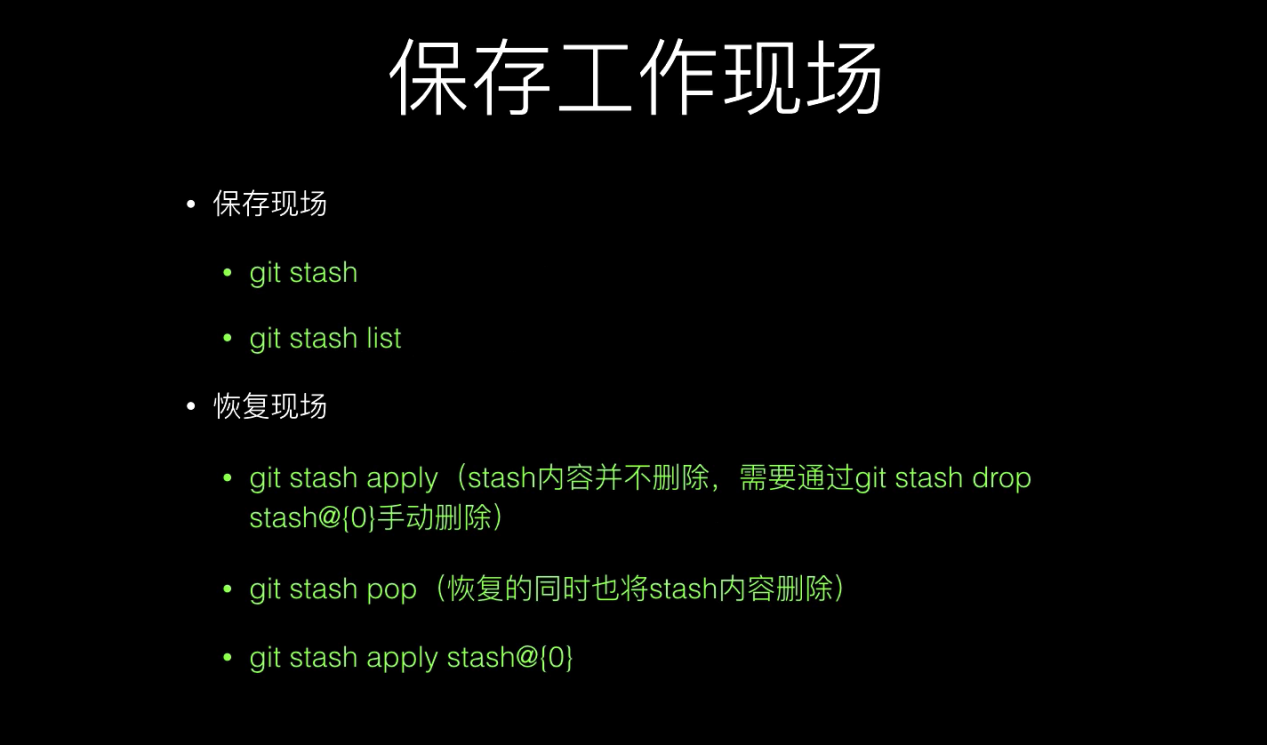 保存工作现场
• 保存现场
• git stash
• git stash list
• 恢复现场
• git stash apply（stash内容并不删除，需要通过git stash drop
stash@{0}手动删除）
• git stash pop（恢复的同时也将stash内容删除）
• git stash apply stash@{0}